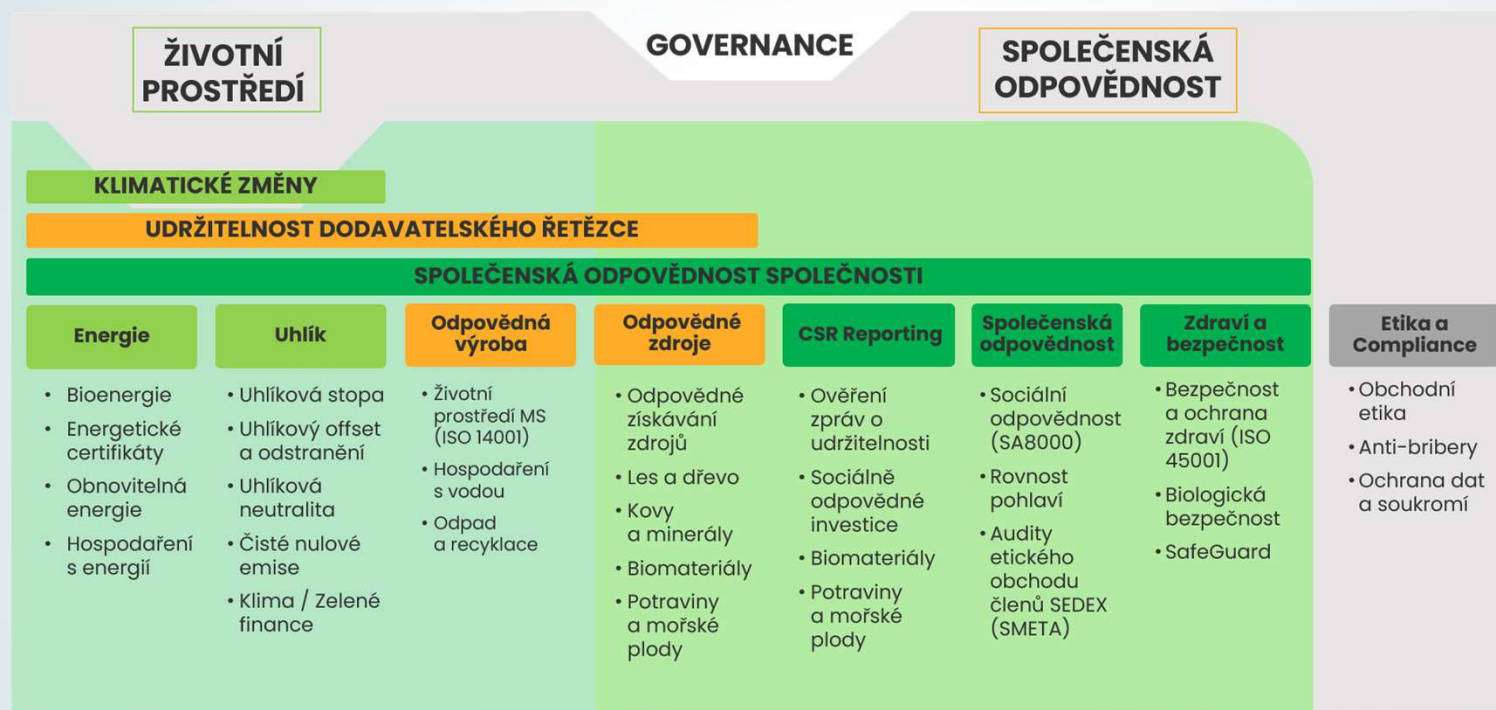 ŽIVOTNÍ
PROSTŘEDÍ
GOVERNANCE
SPOLEČENSKÁ
ODPOVĚDNOST
KLIMATICKÉ ZMĚNY
UDRŽITELNOST DODAVATELSKÉHO ŘETĚZCE
SPOLEČENSKÁ ODPOVĚDNOST SPOLEČNOSTI
Energie
• Bioenergie
• Energetické
certifikáty
• Obnovitelná
energie
• Hospodaření
s energií
Uhlík
• Uhlíková stopa
• Uhlíkový offset
a odstranění
• Uhlíková
neutralita
• Čisté nulové
emise
• Klima / Zelené
finance
Odpovědná
výroba
• Životní
prostředí MS
(ISO 14001)
• Hospodaření
s vodou
• Odpad
a recyklace
Odpovědné
zdroje
• Odpovědné
získávání
zdrojů
• Les a dřevo
• Kovy
a minerály
• Biomateriály
• Potraviny
a mořské
plody
CSR Reporting
• Ověření
zpráv o
udržitelnosti
• Sociálně
odpovědné
investice
• Biomateriály
• Potraviny
a mořské
plody
Společenská
odpovědnost
• Sociální
odpovědnost
(SA8000)
• Rovnost
pohlaví
• Audity
etického
obchodu
členů SEDEX
(SMETA)
Zdraví a
bezpečnost
• Bezpečnost
a ochrana
zdraví (ISO
45001)
• Biologická
bezpečnost
• SafeGuard
Etika a
Compliance
• Obchodní
etika
• Anti-bribery
• Ochrana dat
a soukromí